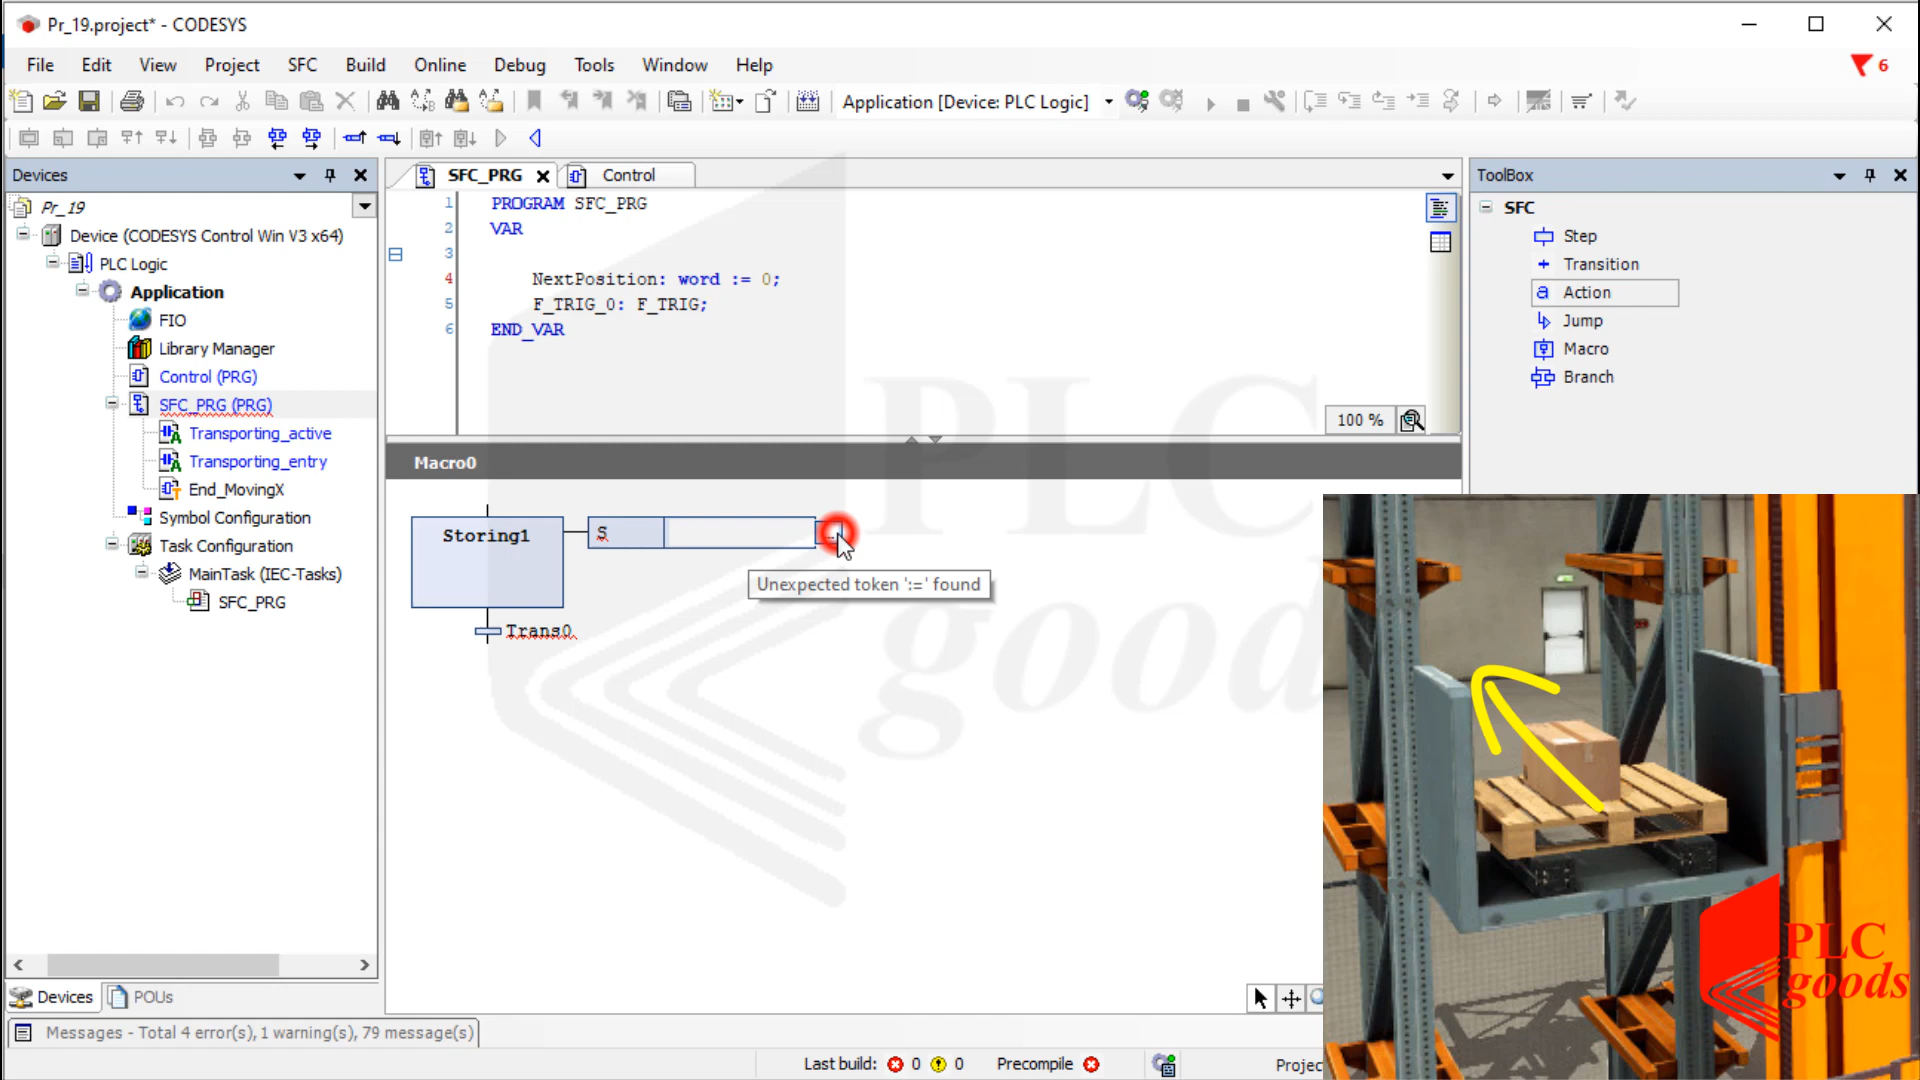 Pr_19.project* - CODESYS
File Edit View Project SFC Build Online Debug Tools Window Help
6
Application [Device: PLC Logic]
Devices
SFC_PRG
Control
ToolBox
Pr_19
Device (CODESYS Control Win V3 x64)
PLC Logic
Application
FIO
Library Manager
Control (PRG)
SFC_PRG (PRG)
Transporting_active
Transporting_entry
End_MovingX
Symbol Configuration
Task Configuration
MainTask (IEC-Tasks)
SFC_PRG
1 PROGRAM SFC_PRG
2 VAR
3
4 NextPosition: word := 0;
5 F_TRIG_0: F_TRIG;
6 END_VAR
100 %
SFC
Step
Transition
Action
Jump
Macro
Branch
Macro0
Storing1
S
Unexpected token ':=' found
Trans0
PLC
goods
PLC
goods
Devices POUs
Messages - Total 4 error(s), 1 warning(s), 79 message(s)
Last build: 0 0 Precompile